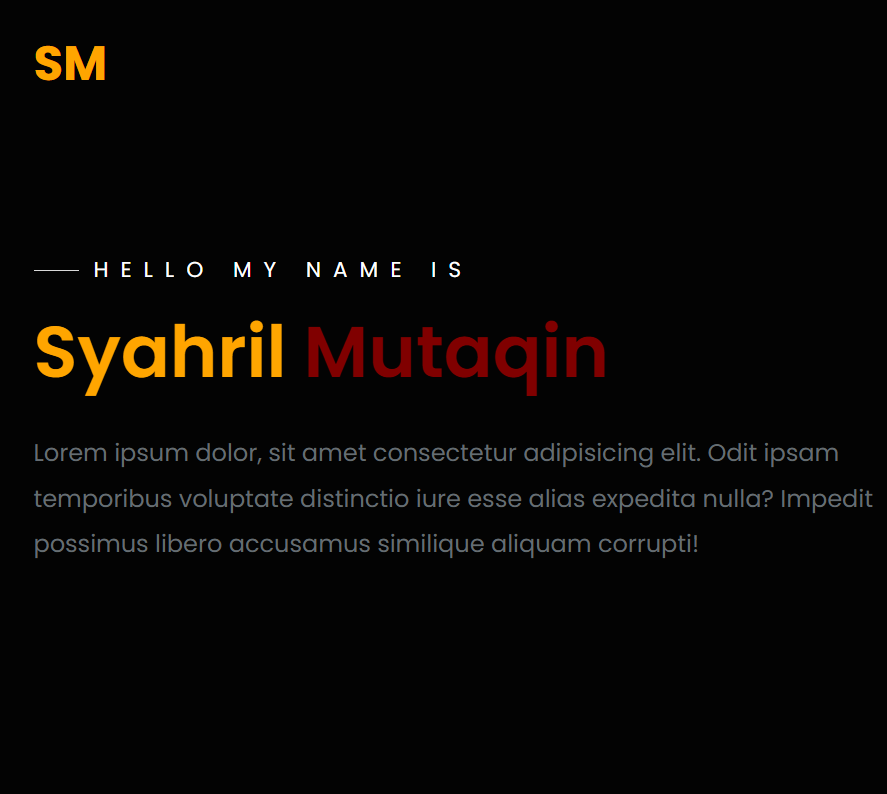 SM
HELLO MY NAME IS
Syahril Mutaqin
Lorem ipsum dolor, sit amet consectetur adipisicing elit. Odit ipsam
temporibus voluptate distinctio iure esse alias expedita nulla? Impedit
possimus libero accusamus similique aliquam corrupti!